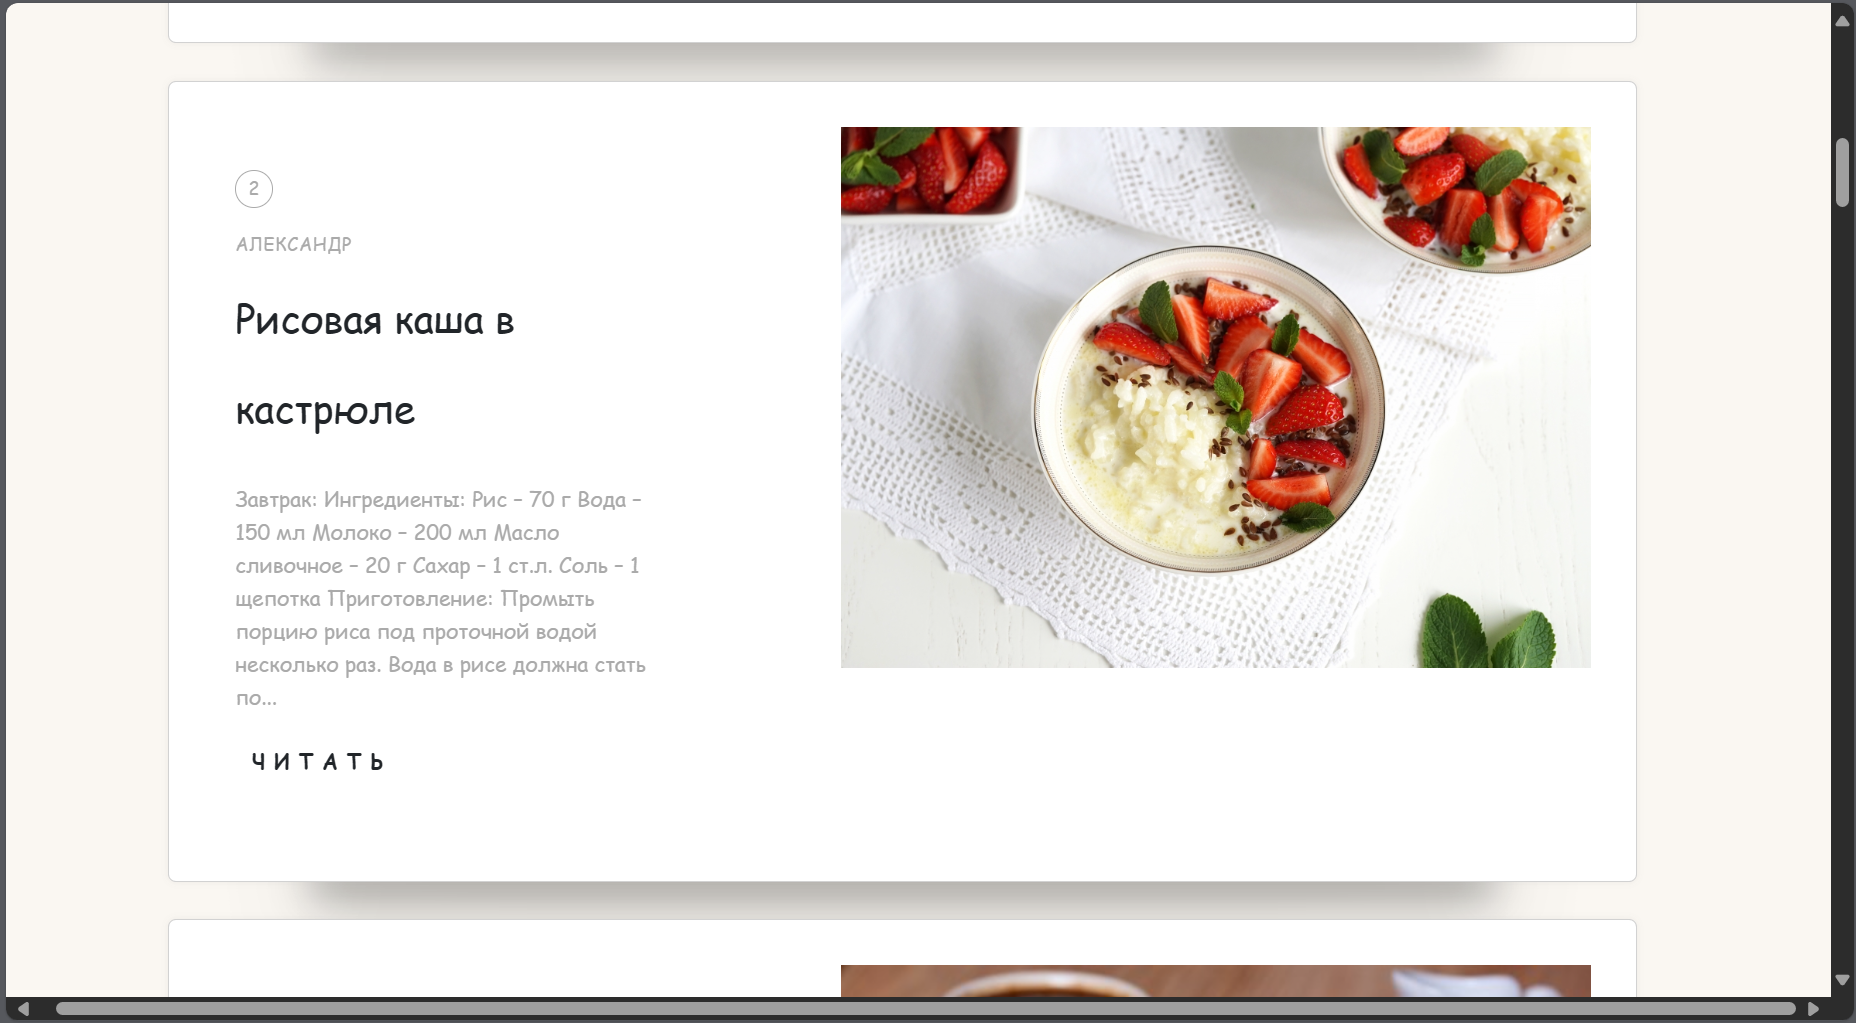 2
АЛЕКСАНДР
Рисовая каша в
кастрюле
Завтрак: Ингредиенты: Рис – 70 г Вода –
150 мл Молоко – 200 мл Масло
сливочное – 20 г Сахар – 1 ст.л. Соль – 1
щепотка Приготовление: Промыть
порцию риса под проточной водой
несколько раз. Вода в рисе должна стать
по...
ЧИТАТЬ